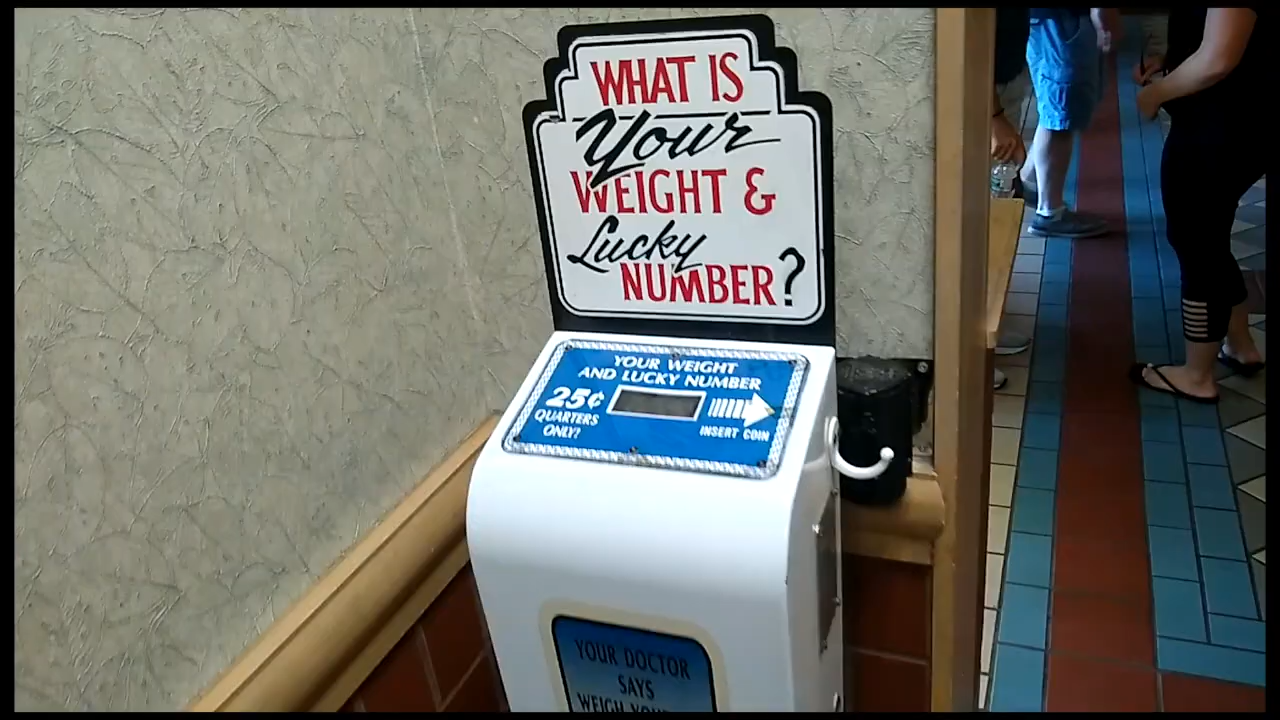 WHAT IS
Your
WEIGHT &
Lucky
NUMBER?
YOUR WEIGHT
AND LUCKY NUMBER
25¢
QUARTERS
ONLY!
INSERT COIN
YOUR DOCTOR
SAYS
WEIGH